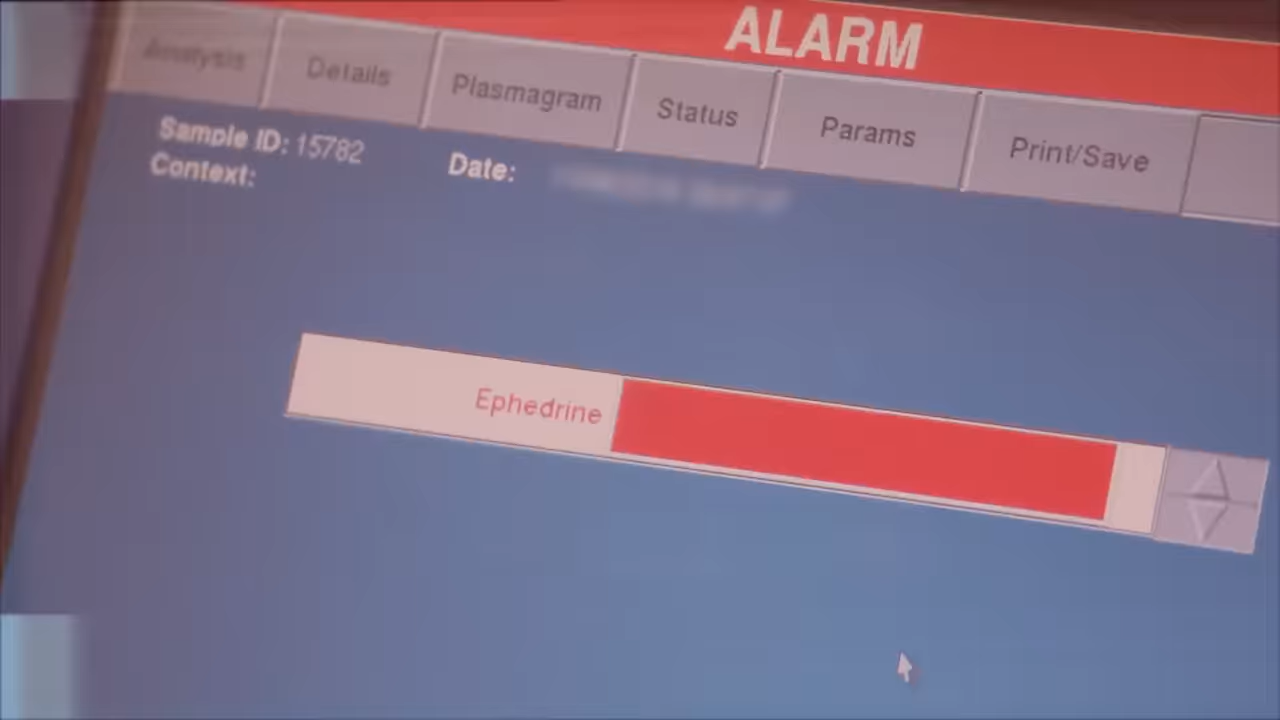 ALARM
Analysis Details Plasmagram Status Params Print/Save
Sample ID: 15782
Context: Date:
Ephedrine